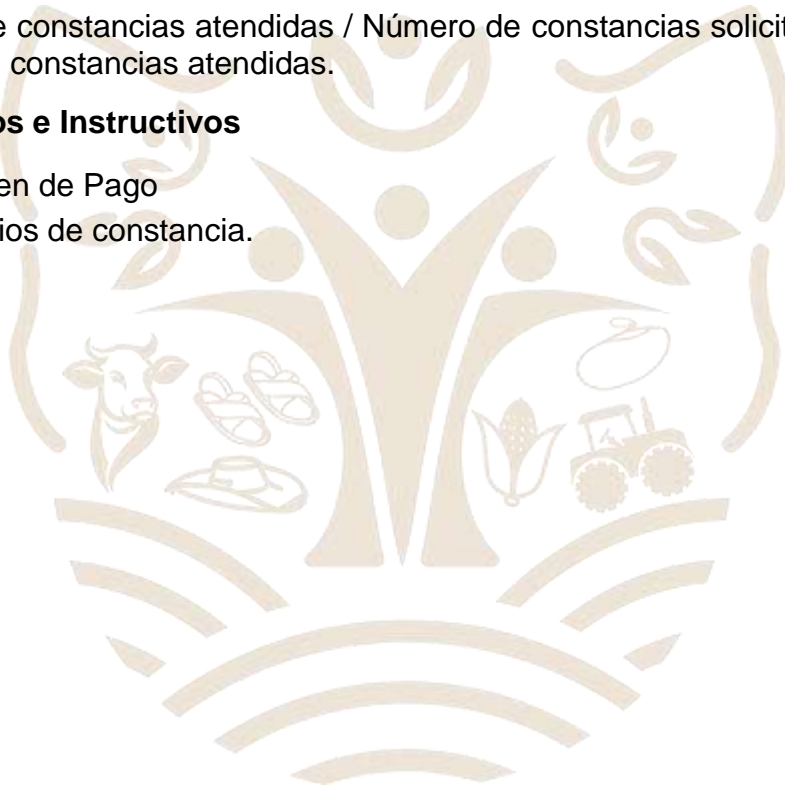 e constancias atendidas / Número de constancias solicit
constancias atendidas.
os e Instructivos
en de Pago
ios de constancia.